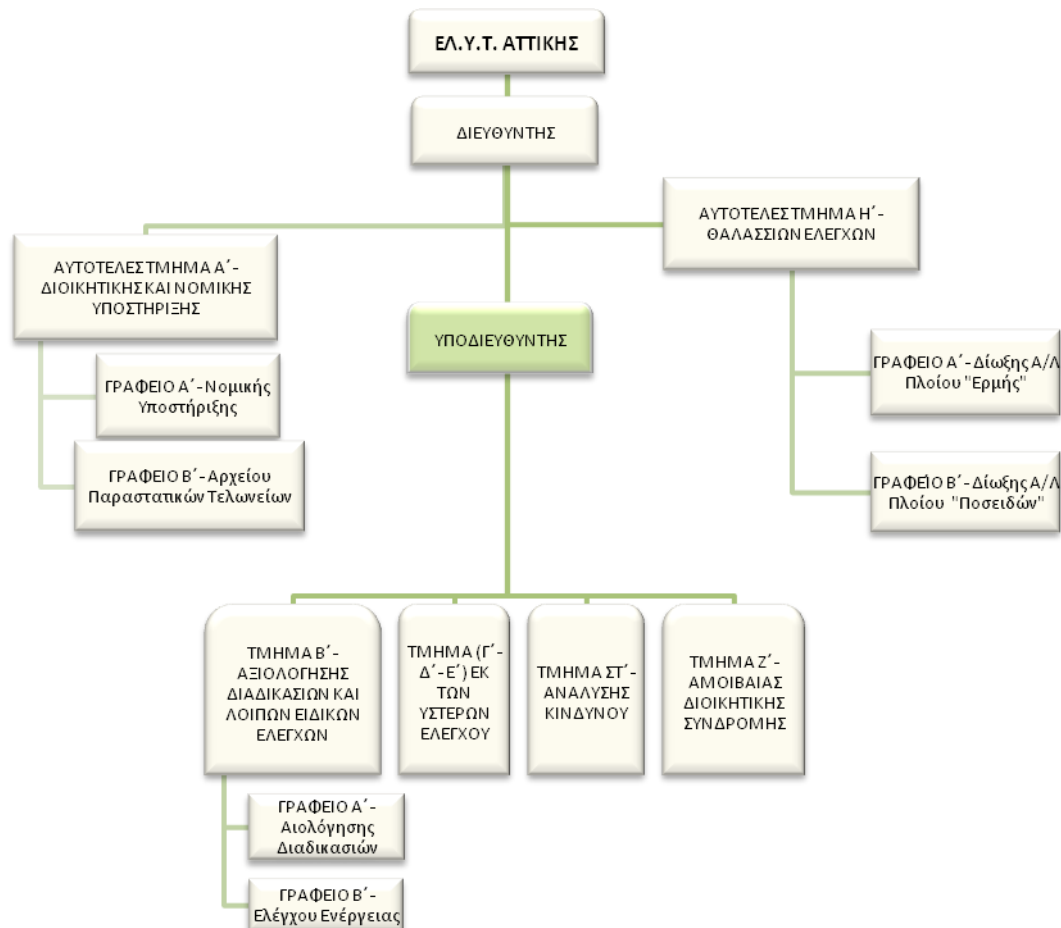 ΕΛ.Υ.Τ. ΑΤΤΙΚΗΣ
ΔΙΕΥΘΥΝΤΗΣ
ΑΥΤΟΤΕΛΕΣ ΤΜΗΜΑ Α΄-
ΔΙΟΙΚΗΤΙΚΗΣ ΚΑΙ ΝΟΜΙΚΗΣ
ΥΠΟΣΤΗΡΙΞΗΣ
ΓΡΑΦΕΙΟ Α΄- Νομικής
Υποστήριξης
ΓΡΑΦΕΙΟ Β΄- Αρχείου
Παραστατικών Τελωνείων
ΑΥΤΟΤΕΛΕΣ ΤΜΗΜΑ Η΄-
ΘΑΛΑΣΣΙΩΝ ΕΛΕΓΧΩΝ
ΓΡΑΦΕΙΟ Α΄- Δίωξης Α/Λ
Πλοίου "Ερμής"
ΓΡΑΦΕΙΟ Β΄- Δίωξης Α/Λ
Πλοίου "Ποσειδών"
ΥΠΟΔΙΕΥΘΥΝΤΗΣ
ΤΜΗΜΑ Β΄-
ΑΞΙΟΛΟΓΗΣΗΣ
ΔΙΑΔΙΚΑΣΙΩΝ ΚΑΙ
ΛΟΙΠΩΝ ΕΙΔΙΚΩΝ
ΕΛΕΓΧΩΝ
ΓΡΑΦΕΙΟ Α΄-
Αιολόγησης
Διαδικασιών
ΓΡΑΦΕΙΟ Β΄-
Ελέγχου Ενέργειας
ΤΜΗΜΑ (Γ΄-
Δ΄- Ε΄) ΕΚ
ΤΩΝ
ΥΣΤΕΡΩΝ
ΕΛΕΓΧΟΥ
ΤΜΗΜΑ ΣΤ΄-
ΑΝΑΛΥΣΗΣ
ΚΙΝΔΥΝΟΥ
ΤΜΗΜΑ Ζ΄-
ΑΜΟΙΒΑΙΑΣ
ΔΙΟΙΚΗΤΙΚΗΣ
ΣΥΝΔΡΟΜΗΣ